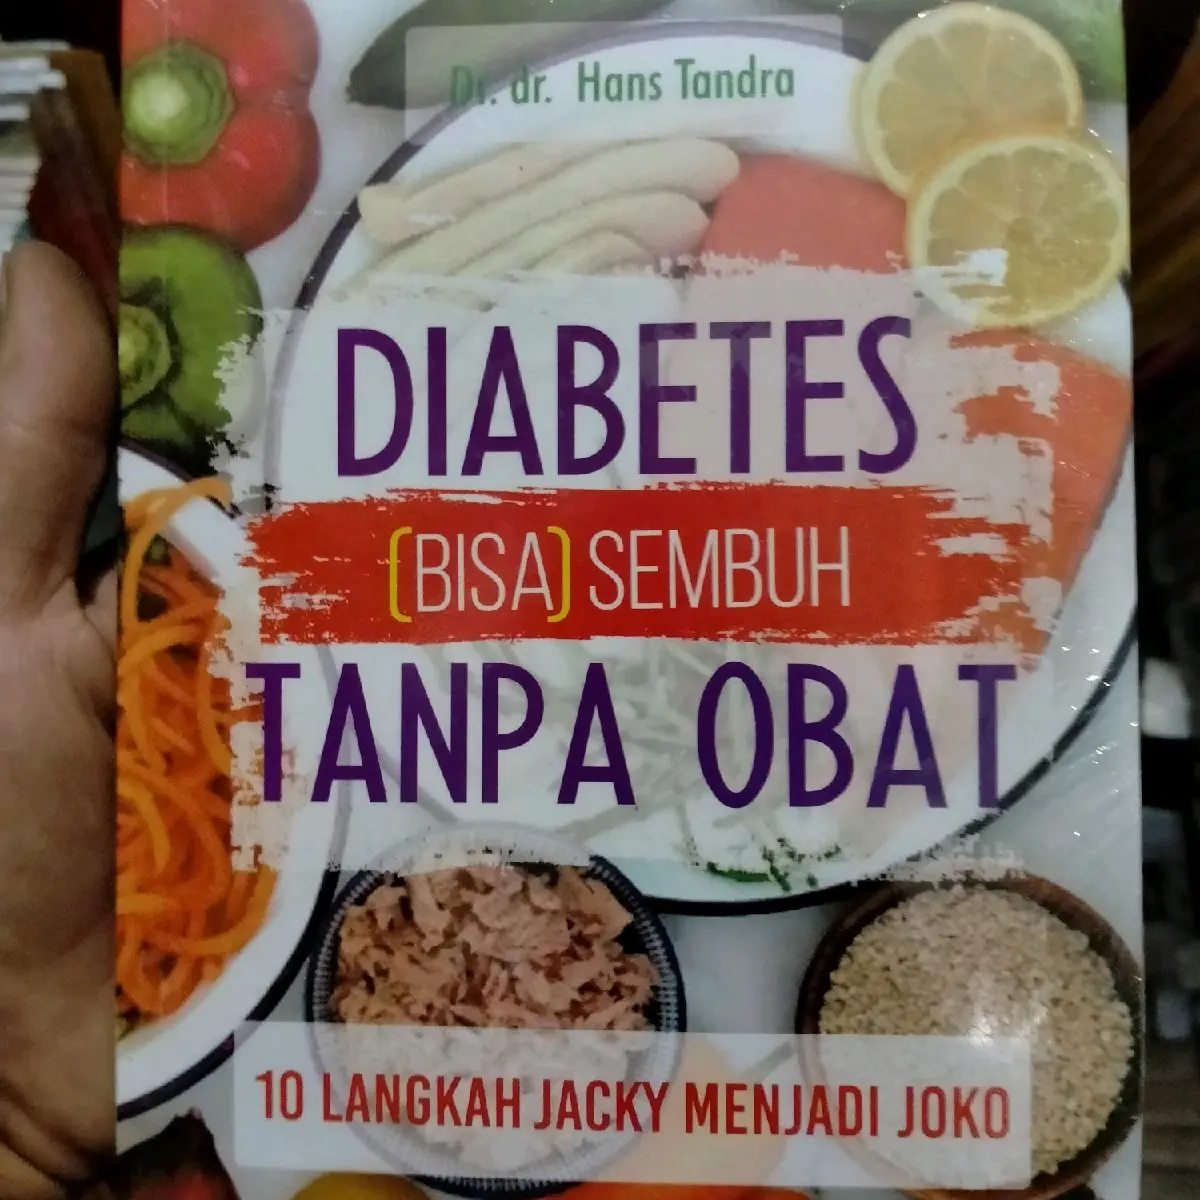 Dr. dr. Hans Tandra
DIABETES
(BISA) SEMBUH
TANPA OBAT
10 LANGKAH JACKY MENJADI JOKO